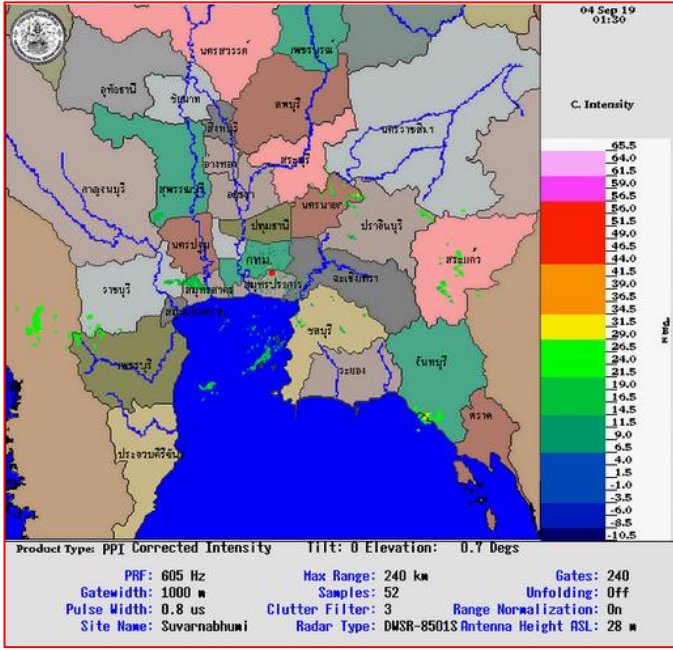 04 Sep 19
01:30
C. Intensity
นครสวรรค์
เพชรบูรณ์
อุทัยธานี
ชัยนาท
ลพบุรี
นครราชสีมา
สิงหบุรี
อ่างทอง
สระบุรี
กาญจนบุรี
สุพรรณบุรี
อยุธยา
นครนายก
ปราจีนบุรี
ปทุมธานี
นครปฐม
กทม.
สระแก้ว
ราชบุรี
สมุทรสาคร
สมุทรปราการ
ฉะเชิงเทรา
ชลบุรี
เพชรบุรี
ระยอง
จันทบุรี
ตราด
ประจวบคีรีขันธ์
65.5
64.0
61.5
59.0
56.5
56.0
51.5
49.0
46.5
44.0
41.5
39.0
36.5
34.0
31.5
29.0
26.5
24.0
21.5
19.0
16.5
14.0
11.5
9.0
6.5
4.0
1.5
-1.0
-3.5
-6.0
-8.5
-10.5
Product Type: PPI Corrected Intensity Tilt: 0 Elevation: 0.7 Degs
PRF: 605 Hz Max Range: 240 km Gates: 240
Gatewidth: 1000 m Samples: 52 Unfolding: Off
Pulse Width: 0.8 us Clutter Filter: 3 Range Normalization: On
Site Name: Suvarnabhumi Radar Type: DWSR-8501S Antenna Height ASL: 28 m